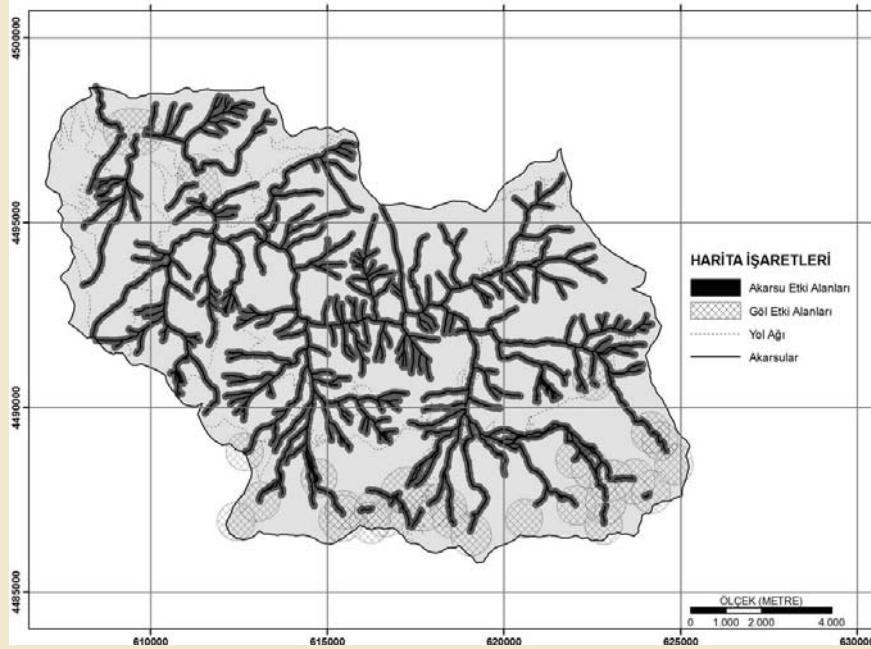 4500000
4495000
4490000
4485000
HARİTA İŞARETLERİ
Akarsu Etki Alanları
Göl Etki Alanları
Yol Ağı
Akarsular
ÖLÇEK (METRE)
0 1.000 2.000 4.000
610000 615000 620000 625000 630000